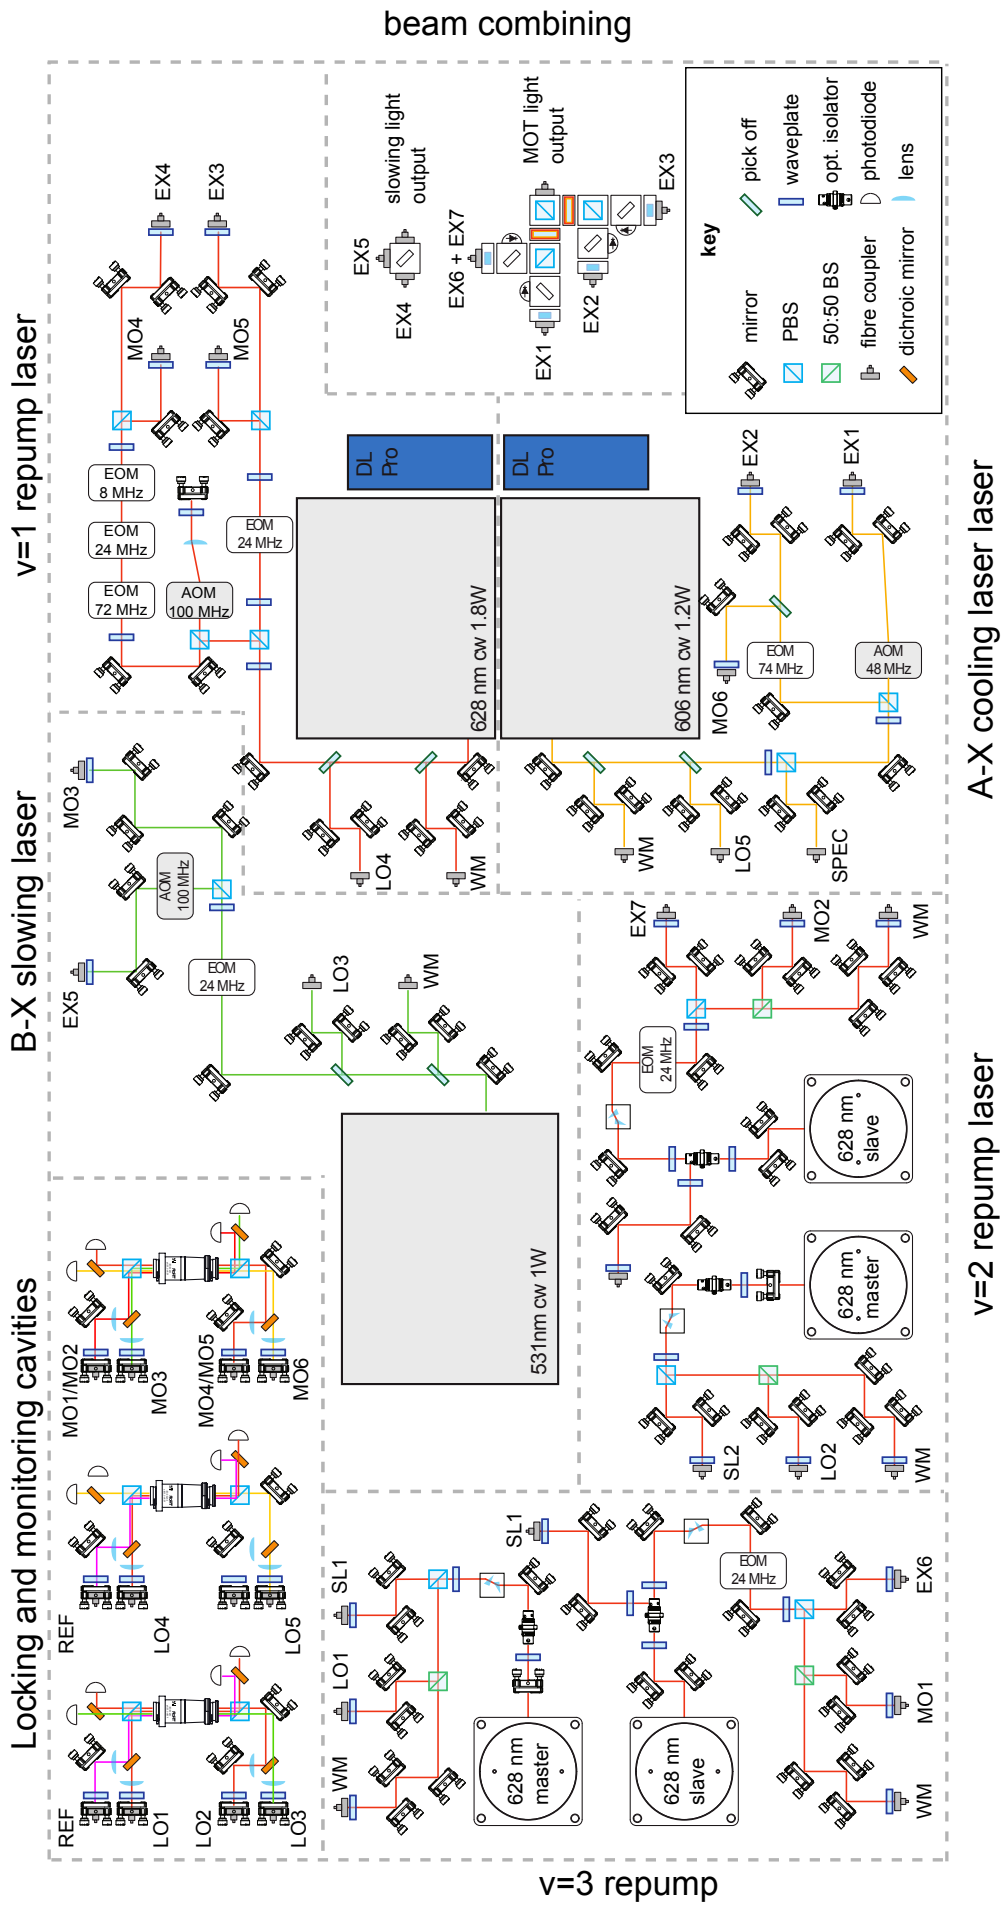 beam combining
v=1 repump laser
EX4
EX3
MO4
MO5
EOM
8 MHz
EOM
24 MHz
EOM
72 MHz
AOM
100 MHz
EOM
24 MHz
slowing light
output
EX5
EX4
MOT light
output
EX6 + EX7
EX3
EX1
EX2
key
mirror
PBS
50:50 BS
fibre coupler
dichroic mirror
pick off
waveplate
opt. isolator
photodiode
lens
DL
Pro
DL
Pro
628 nm cw 1.8W
606 nm cw 1.2W
LO4
WM
A-X cooling laser laser
EX2
EX1
MO6
EOM
74 MHz
AOM
48 MHz
WM
LO5
SPEC
B-X slowing laser
MO3
EX5
AOM
100 MHz
EOM
24 MHz
LO3
WM
531nm cw 1W
v=2 repump laser
EX7
MO2
WM
EOM
24 MHz
628 nm
slave
628 nm
master
SL2
LO2
WM
Locking and monitoring cavities
MO1/MO2
MO3
MO4/MO5
MO6
REF
LO4
LO5
REF
LO1
LO2
LO3
v=3 repump
SL1
LO1
WM
SL1
628 nm
master
628 nm
slave
EOM
24 MHz
EX6
MO1
WM